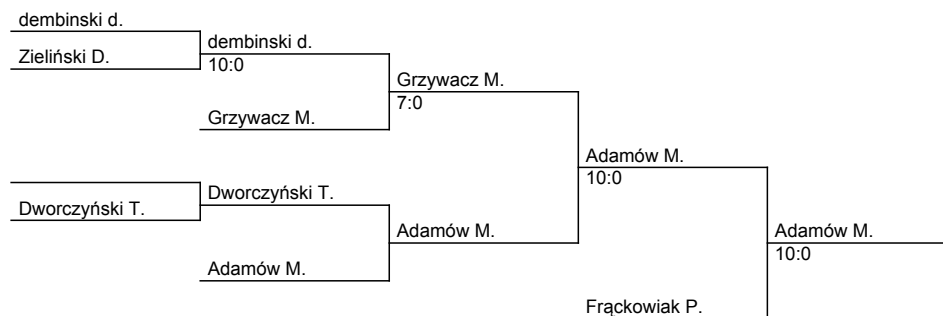 dembinski d.
Zieliński D.
dembinski d.
10:0
Grzywacz M.
Grzywacz M.
7:0
Dworczyński T.
Dworczyński T.
Adamów M.
Adamów M.
Adamów M.
10:0
Frąckowiak P.
Adamów M.
10:0